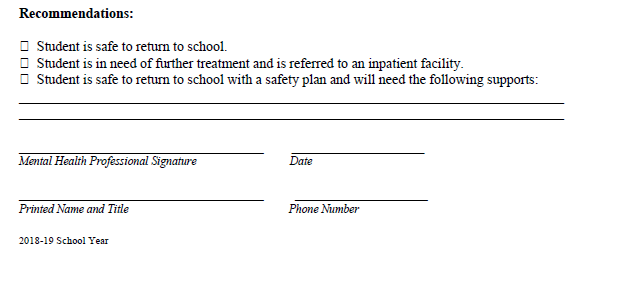 Recommendations:
☐ Student is safe to return to school.
☐ Student is in need of further treatment and is referred to an inpatient facility.
☐ Student is safe to return to school with a safety plan and will need the following supports:
Mental Health Professional Signature Date
Printed Name and Title Phone Number
2018-19 School Year